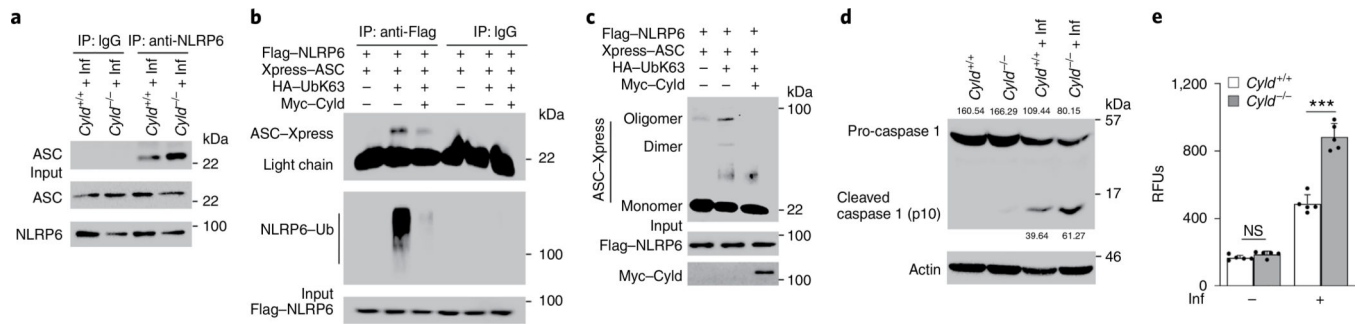 a
IP: IgG IP: anti-NLRP6
Cyld+/+ + Inf
Cyld−/− + Inf
Cyld+/+ + Inf
Cyld−/− + Inf
kDa
ASC
22
Input
ASC
22
NLRP6
100
b
IP: anti-Flag IP: IgG
Flag–NLRP6 + + + + + +
Xpress–ASC + + + + + +
HA–UbK63 − + + − + +
Myc–Cyld − − + − − +
kDa
ASC–Xpress
Light chain
22
NLRP6–Ub
100
Input
Flag–NLRP6
100
c
Flag–NLRP6 + + +
Xpress–ASC + + +
HA–UbK63 − + +
Myc–Cyld − − +
kDa
100
ASC–Xpress
Oligomer
Dimer
Monomer
22
Input
100
Flag–NLRP6
Myc–Cyld
100
d
Cyld+/+
Cyld−/−
Cyld+/+ + Inf
Cyld−/− + Inf
160.54 166.29 109.44 80.15
kDa
57
Pro-caspase 1
17
Cleaved
caspase 1 (p10)
39.64 61.27
46
Actin
e
Cyld+/+
Cyld−/−
1,200
800
400
0
RFUs
NS
***
Inf − +